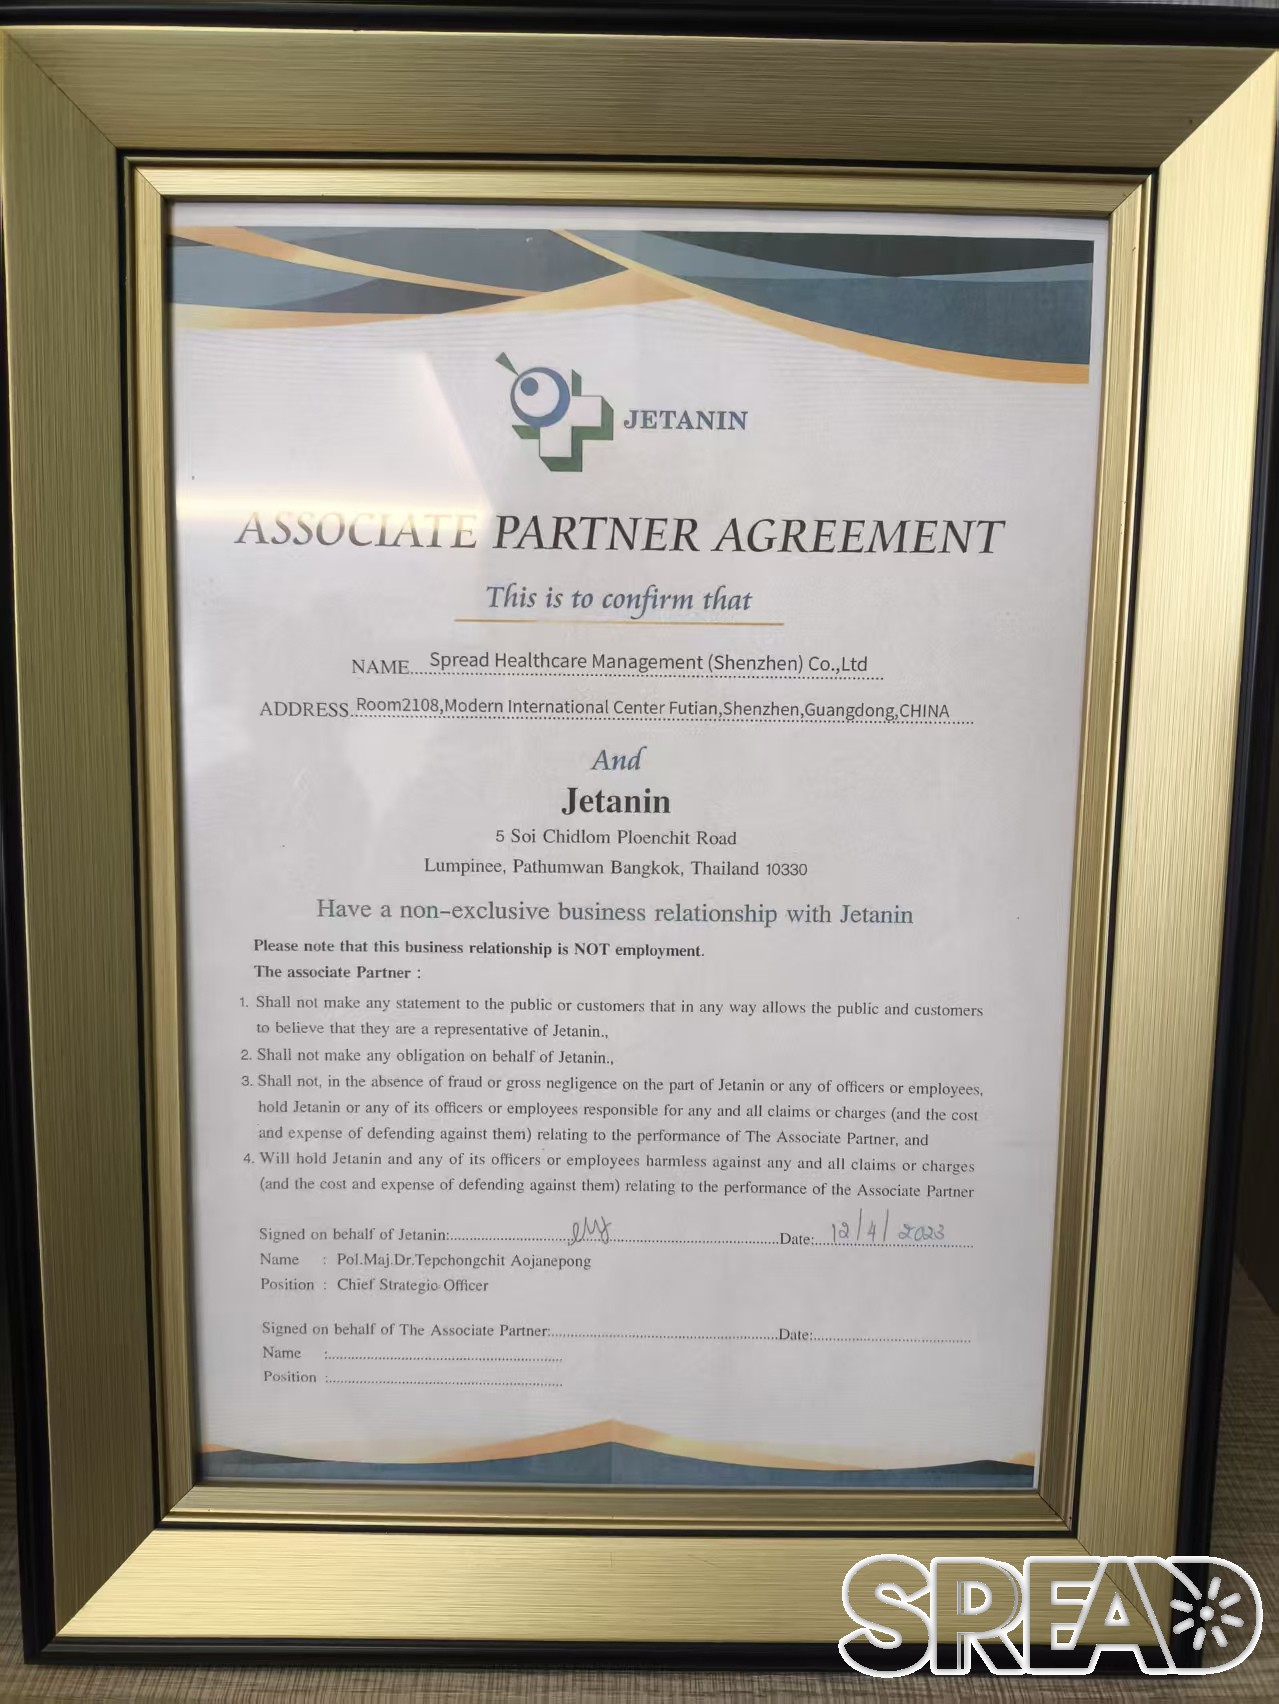 JETANIN
ASSOCIATE PARTNER AGREEMENT
This is to confirm that
NAME... Spread Healthcare Management (Shenzhen) Co.,Ltd
ADDRESS. Room2108,Modern International Center Futian,Shenzhen,Guangdong,CHINA
And
Jetanin
5 Soi Chidlom Ploenchit Road
Lumpinee, Pathumwan Bangkok, Thailand 10330
Have a non-exclusive business relationship with Jetanin
Please note that this business relationship is NOT employment.
The associate Partner :
1. Shall not make any statement to the public or customers that in any way allows the public and customers
to believe that they are a representative of Jetanin.,
2. Shall not make any obligation on behalf of Jetanin.,
3. Shall not, in the absence of fraud or gross negligence on the part of Jetanin or any of officers or employees,
hold Jetanin or any of its officers or employees responsible for any and all claims or charges (and the cost
and expense of defending against them) relating to the performance of The Associate Partner, and
4. Will hold Jetanin and any of its officers or employees harmless against any and all claims or charges
(and the cost and expense of defending against them) relating to the performance of the Associate Partner
Signed on behalf of Jetanin:..........Date:... 12/4/2023
Name : Pol.Maj.Dr.Tepchongchit Aojanepong
Position : Chief Strategio Officer
Signed on behalf of The Associate Partner:..........Date:..........
Name :..........
Position :..........
SREAD